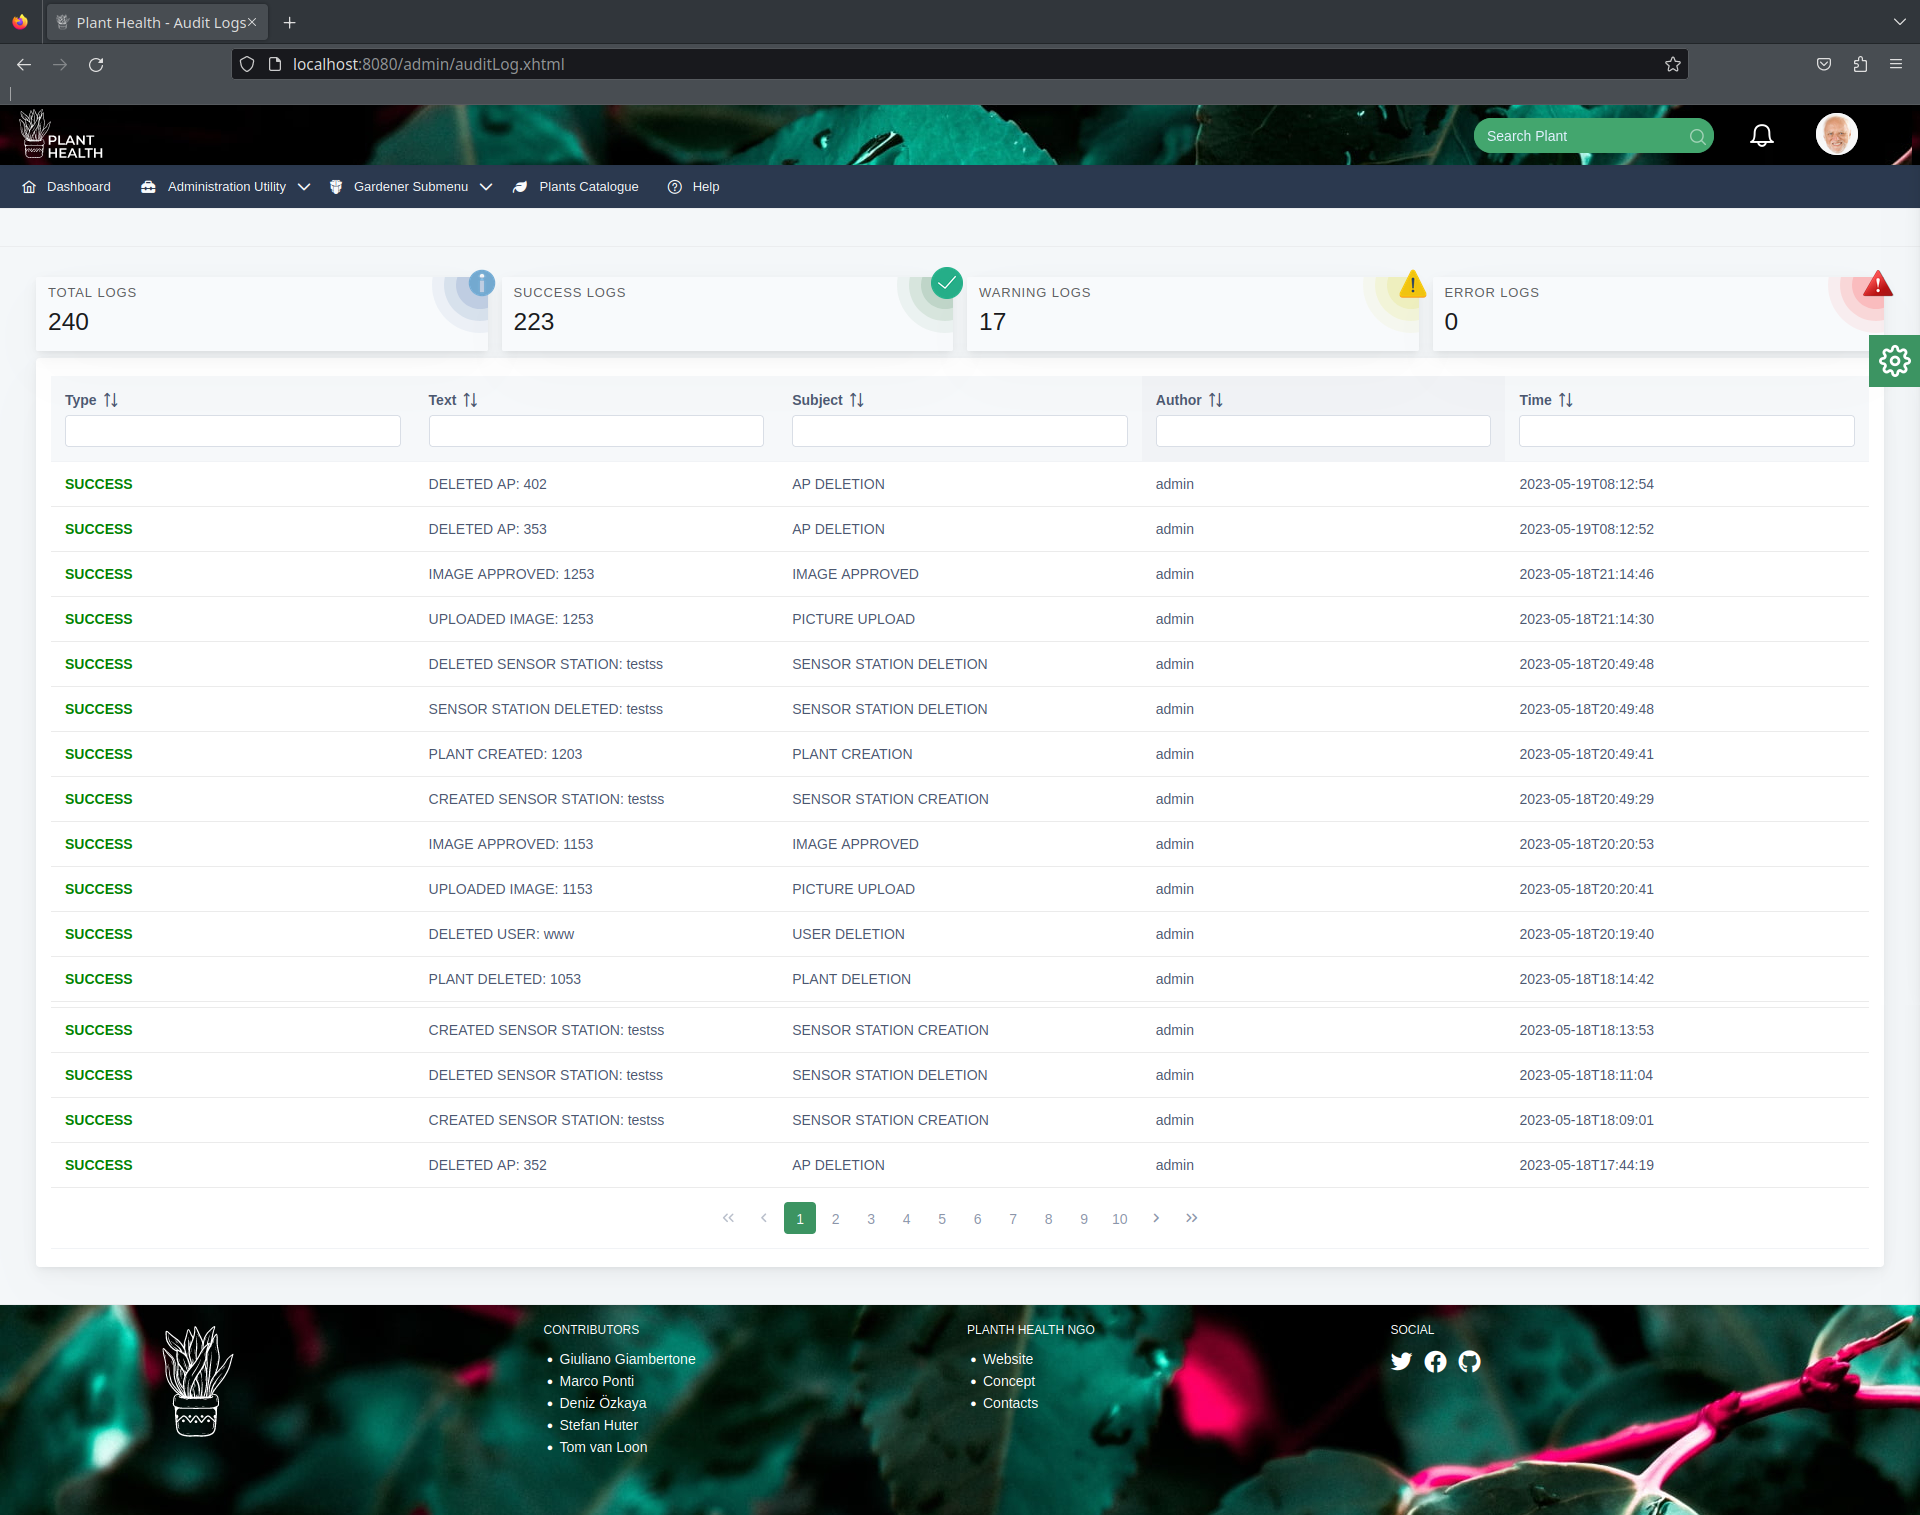 Plant Health - Audit Logs
localhost:8080/admin/auditLog.xhtml
PLANT
HEALTH
Search Plant
Dashboard Administration Utility Gardener Submenu Plants Catalogue Help
TOTAL LOGS
240
SUCCESS LOGS
223
WARNING LOGS
17
ERROR LOGS
0
Type Text Subject Author Time
SUCCESS DELETED AP: 402 AP DELETION admin 2023-05-19T08:12:54
SUCCESS DELETED AP: 353 AP DELETION admin 2023-05-19T08:12:52
SUCCESS IMAGE APPROVED: 1253 IMAGE APPROVED admin 2023-05-18T21:14:46
SUCCESS UPLOADED IMAGE: 1253 PICTURE UPLOAD admin 2023-05-18T21:14:30
SUCCESS DELETED SENSOR STATION: testss SENSOR STATION DELETION admin 2023-05-18T20:49:48
SUCCESS SENSOR STATION DELETED: testss SENSOR STATION DELETION admin 2023-05-18T20:49:48
SUCCESS PLANT CREATED: 1203 PLANT CREATION admin 2023-05-18T20:49:41
SUCCESS CREATED SENSOR STATION: testss SENSOR STATION CREATION admin 2023-05-18T20:49:29
SUCCESS IMAGE APPROVED: 1153 IMAGE APPROVED admin 2023-05-18T20:20:53
SUCCESS UPLOADED IMAGE: 1153 PICTURE UPLOAD admin 2023-05-18T20:20:41
SUCCESS DELETED USER: www USER DELETION admin 2023-05-18T20:19:40
SUCCESS PLANT DELETED: 1053 PLANT DELETION admin 2023-05-18T18:14:42
SUCCESS CREATED SENSOR STATION: testss SENSOR STATION CREATION admin 2023-05-18T18:13:53
SUCCESS DELETED SENSOR STATION: testss SENSOR STATION DELETION admin 2023-05-18T18:11:04
SUCCESS CREATED SENSOR STATION: testss SENSOR STATION CREATION admin 2023-05-18T18:09:01
SUCCESS DELETED AP: 352 AP DELETION admin 2023-05-18T17:44:19
1 2 3 4 5 6 7 8 9 10
CONTRIBUTORS
Giuliano Giambertone
Marco Ponti
Deniz Özkaya
Stefan Huter
Tom van Loon
PLANTH HEALTH NGO
Website
Concept
Contacts
SOCIAL